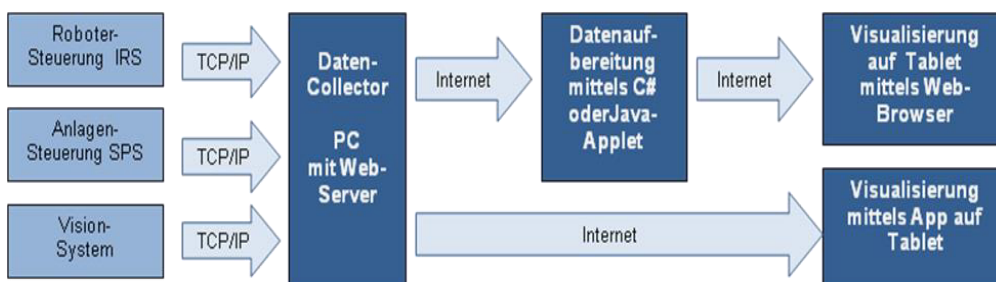 Roboter-
Steuerung IRS
TCP/IP
Anlagen-
Steuerung SPS
TCP/IP
Vision-
System
TCP/IP
Daten-
Collector
PC
mit Web-
Server
Internet
Datenauf-
bereitung
mittels C#
oderJava-
Applet
Internet
Visualisierung
auf Tablet
mittels Web-
Browser
Internet
Visualisierung
mittels App auf
Tablet